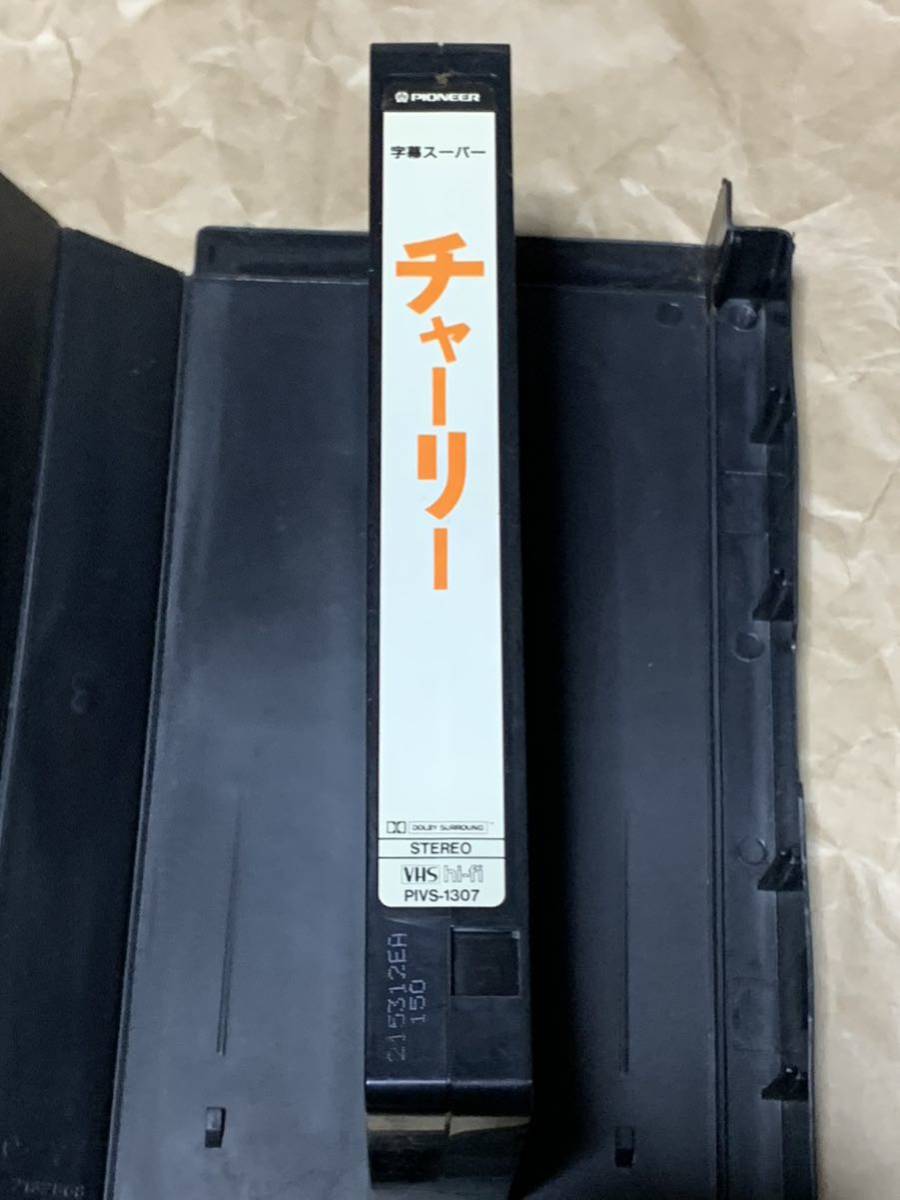 PIONEER
字幕スーパー
チャーリー
DOLBY SURROUND
STEREO
VHS hi-fi
PIVS-1307
215312EA
150